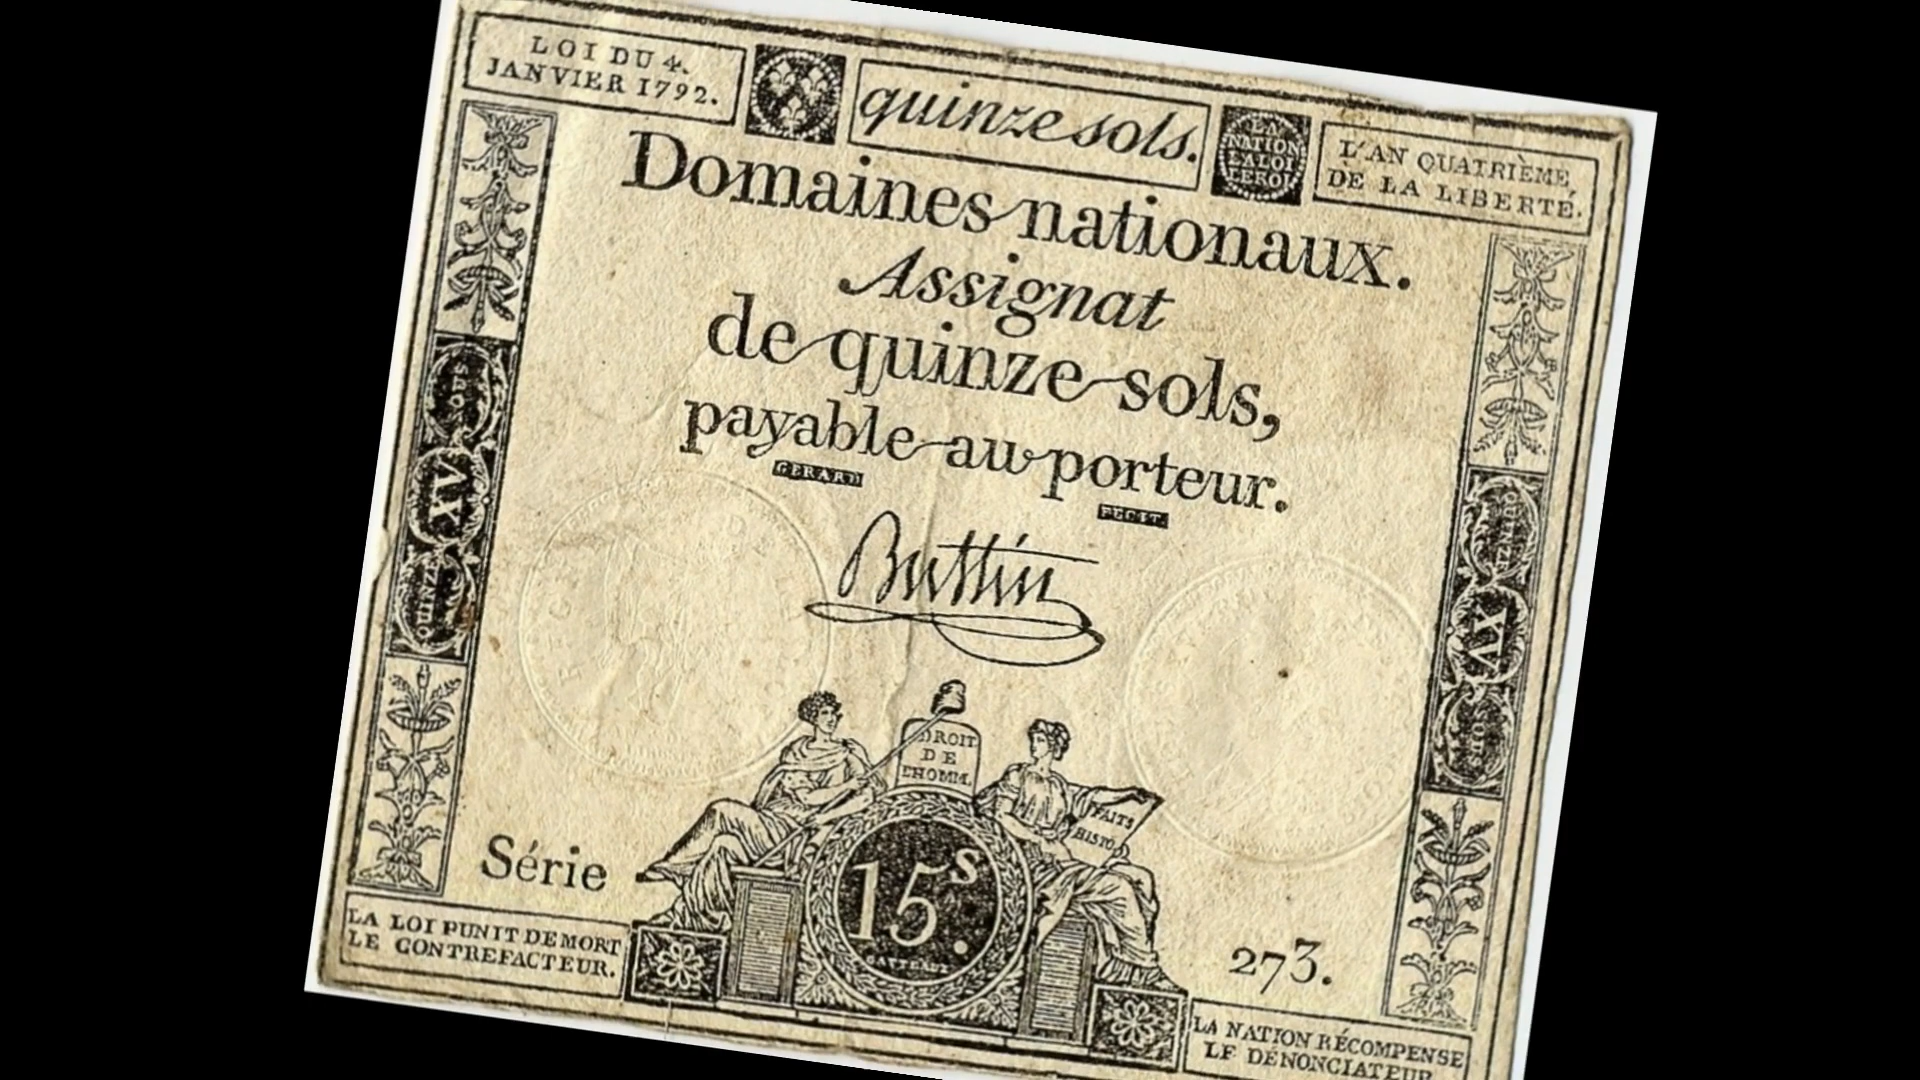 LOI DU 4.
JANVIER 1792.
quinze sols.
LA
NATION
LA LOI
LE ROI
L'AN QUATRIÈME,
DE LA LIBERTÉ.
Domaines nationaux.
Assignat
de quinze sols,
payable au porteur.
GERARD
FECIT.
Buttin
SOLS
XV
QUINZE
QUINZE
XV
SOLS
DROIT
DE
L'HOMM.
FAITS
HISTO.
15s.
Série
273.
LA LOI PUNIT DE MORT
LE CONTREFACTEUR.
LA NATION RÉCOMPENSE
LE DÉNONCIATEUR